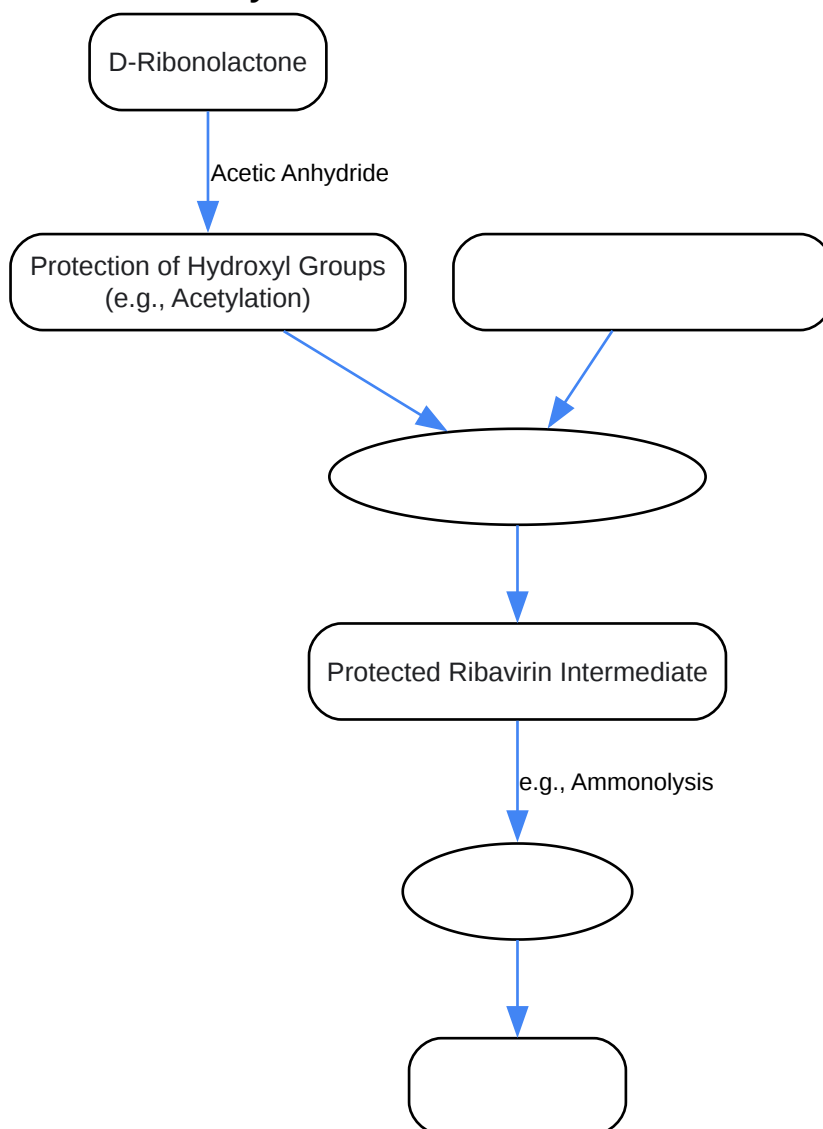 D-Ribonolactone
Acetic Anhydride
Protection of Hydroxyl Groups
(e.g., Acetylation)
Protected Ribavirin Intermediate
e.g., Ammonolysis